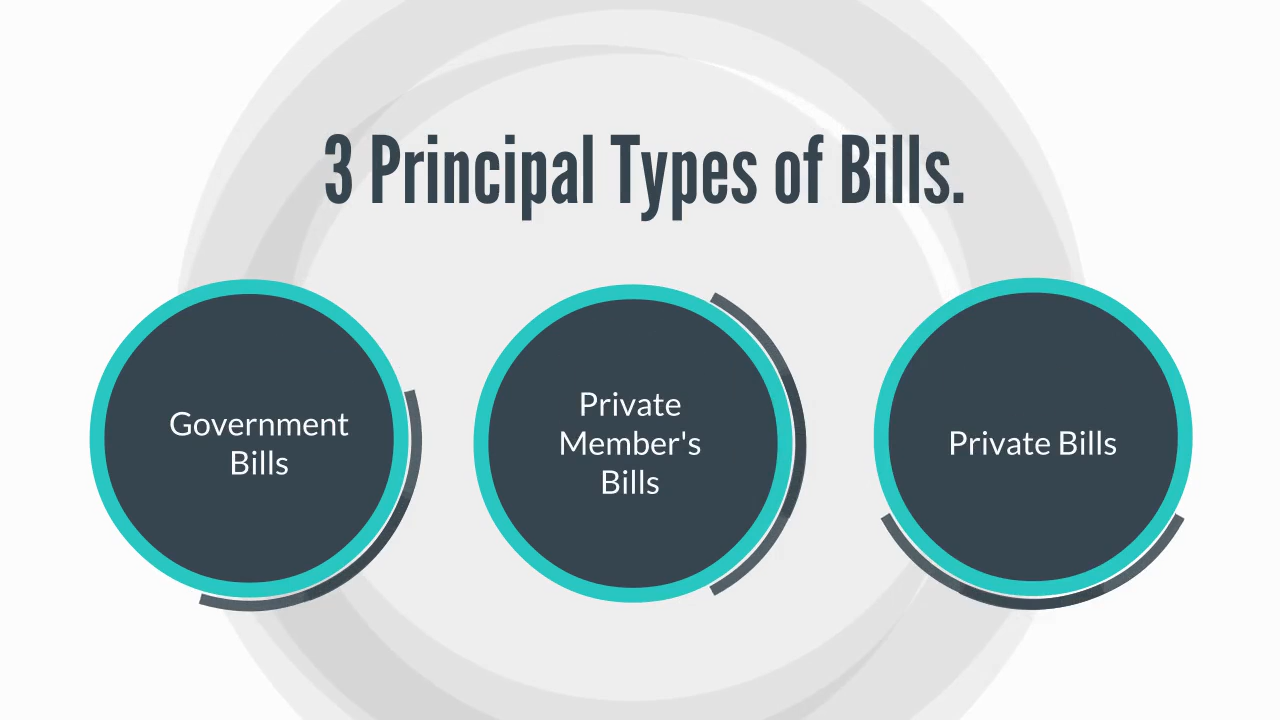 3 Principal Types of Bills.
Government
Bills
Private
Member's
Bills
Private Bills